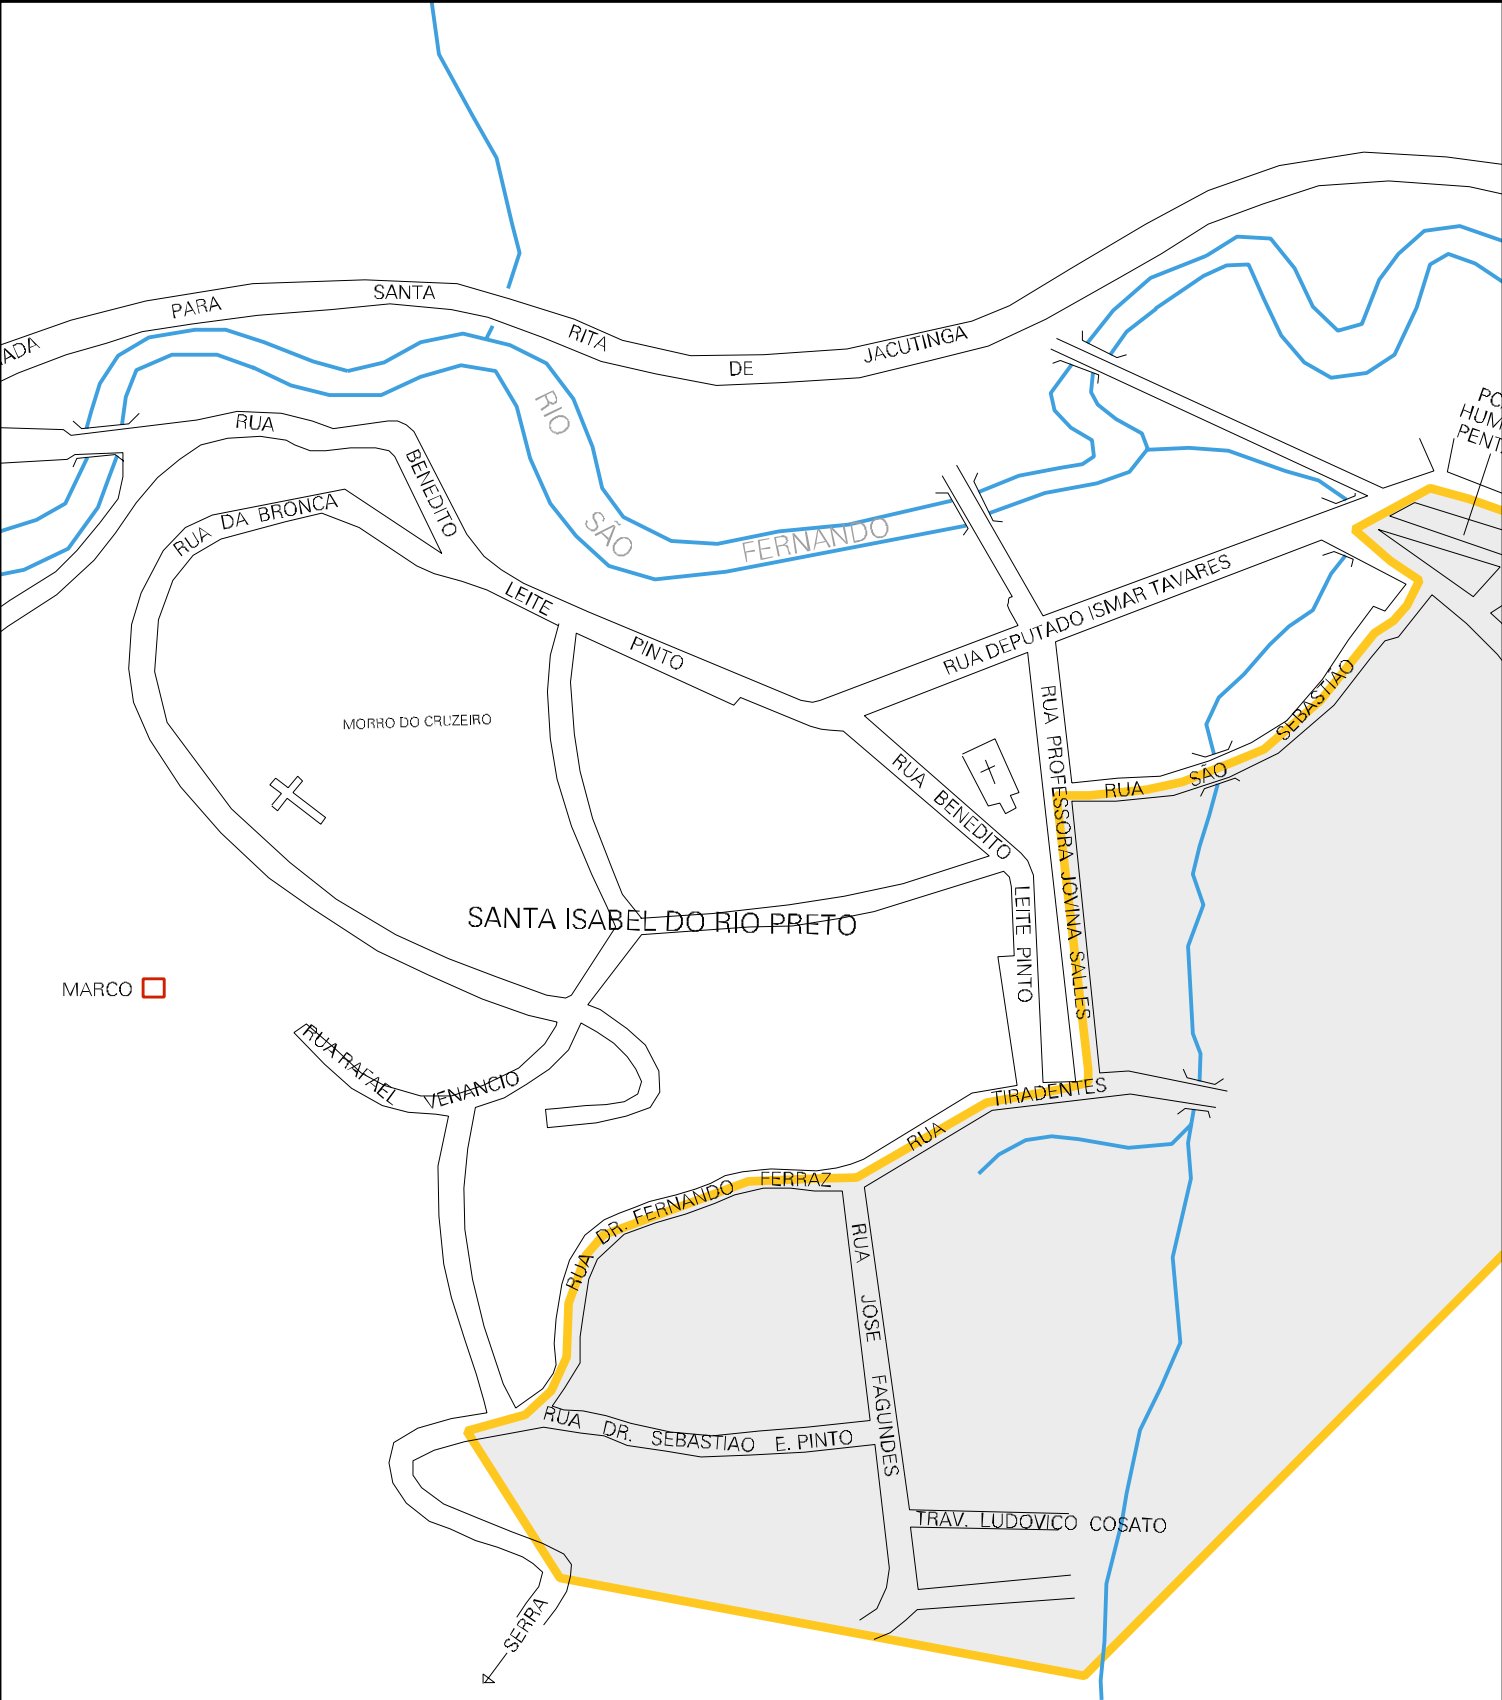 PARA SANTA RITA DE JACUTINGA
RUA BENEDITO LEITE PINTO
RIO SÃO FERNANDO
RUA DA BRONCA
RUA DEPUTADO ISMAR TAVARES
MORRO DO CRUZEIRO
RUA PROFESSORA JOVINA SALLES
RUA SÃO SEBASTIÃO
RUA BENEDITO LEITE PINTO
SANTA ISABEL DO RIO PRETO
MARCO
RUA RAFAEL VENANCIO
RUA TIRADENTES
RUA DR. FERNANDO FERRAZ
RUA JOSE FAGUNDES
RUA DR. SEBASTIAO E. PINTO
TRAV. LUDOVICO COSATO
SERRA